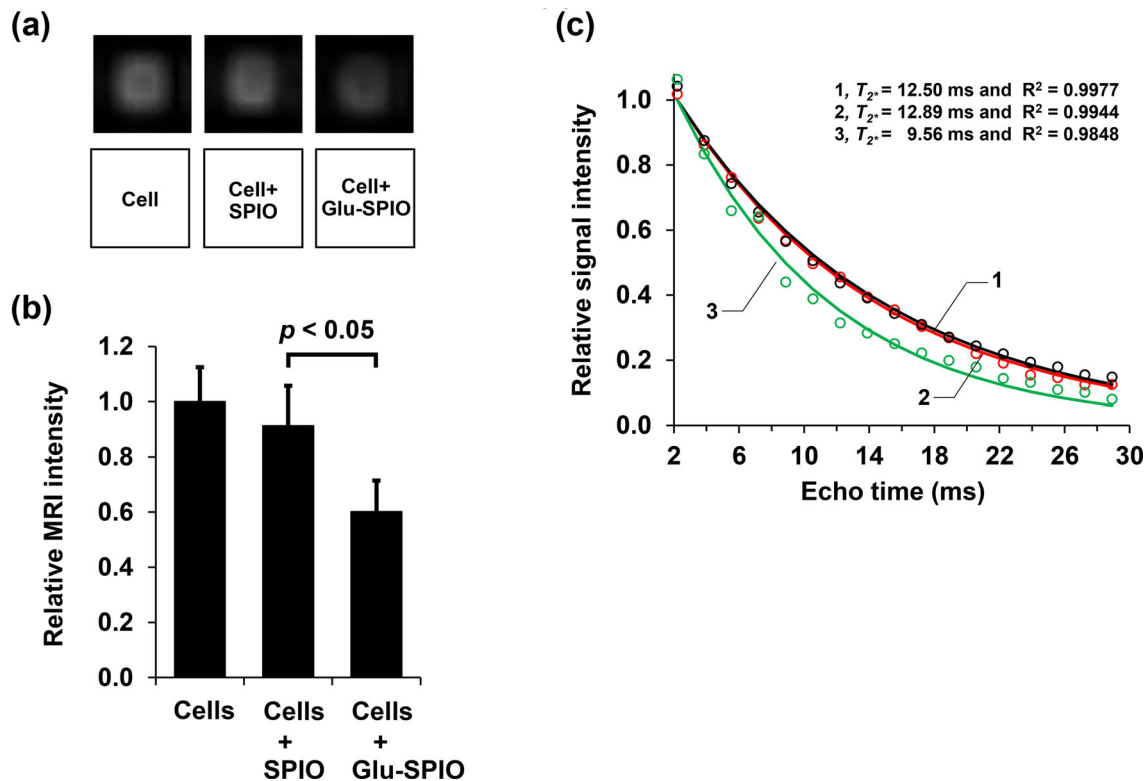 (a)
Cell
Cell+
SPIO
Cell+
Glu-SPIO
(b)
Relative MRI intensity
1.2
1.0
0.8
0.6
0.4
0.2
0.0
p < 0.05
Cells
Cells
+
SPIO
Cells
+
Glu-SPIO
(c)
Relative signal intensity
1.0
0.8
0.6
0.4
0.2
0.0
1, T2* = 12.50 ms and R² = 0.9977
2, T2* = 12.89 ms and R² = 0.9944
3, T2* = 9.56 ms and R² = 0.9848
1
3
2
2 6 10 14 18 22 26 30
Echo time (ms)